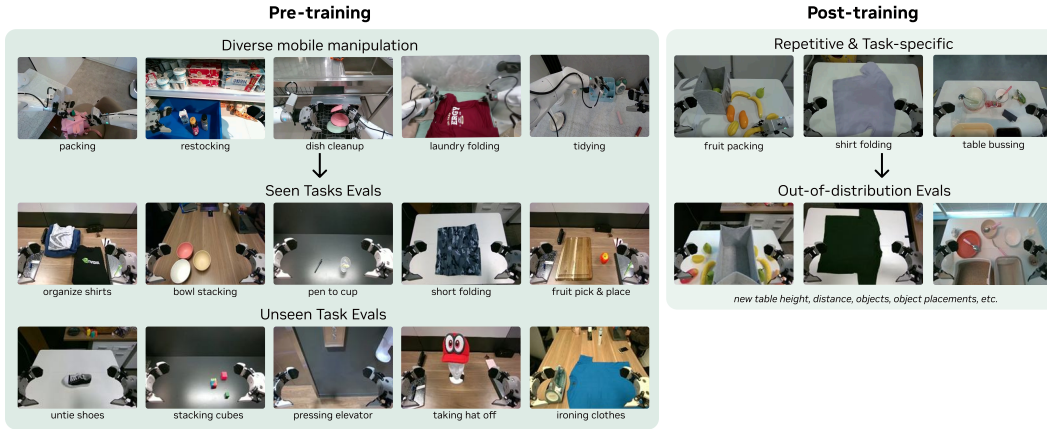 Pre-training
Diverse mobile manipulation
packing
restocking
dish cleanup
laundry folding
tidying
Seen Tasks Evals
organize shirts
bowl stacking
pen to cup
short folding
fruit pick & place
Unseen Task Evals
untie shoes
stacking cubes
pressing elevator
taking hat off
ironing clothes
Post-training
Repetitive & Task-specific
fruit packing
shirt folding
table bussing
Out-of-distribution Evals
new table height, distance, objects, object placements, etc.